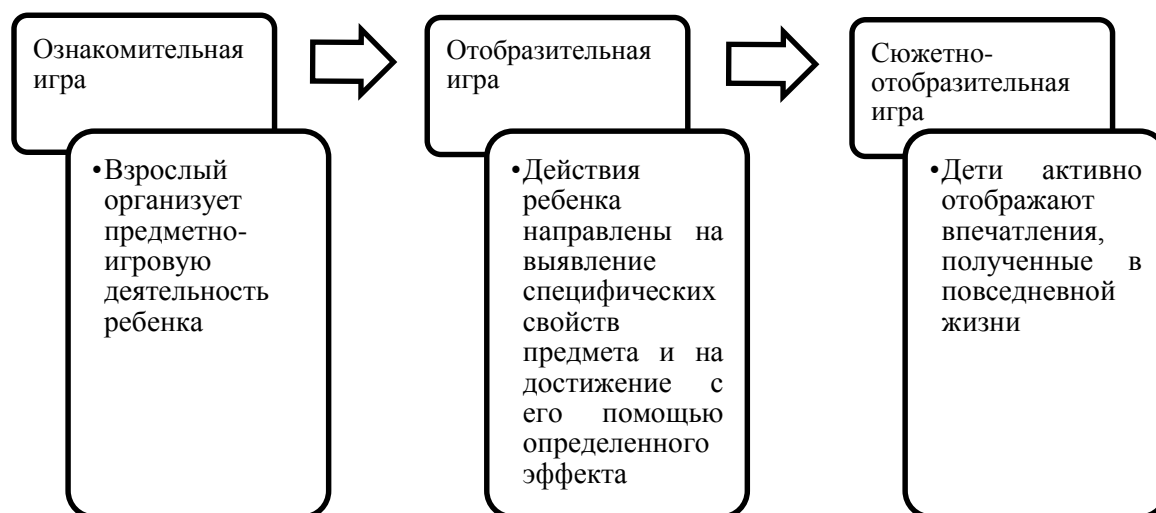 Ознакомительная
игра
•Взрослый
организует
предметно-
игровую
деятельность
ребенка
Отобразительная
игра
•Действия
ребенка
направлены на
выявление
специфических
свойств
предмета и на
достижение с
его помощью
определенного
эффекта
Сюжетно-
отобразительная
игра
•Дети активно
отображают
впечатления,
полученные в
повседневной
жизни